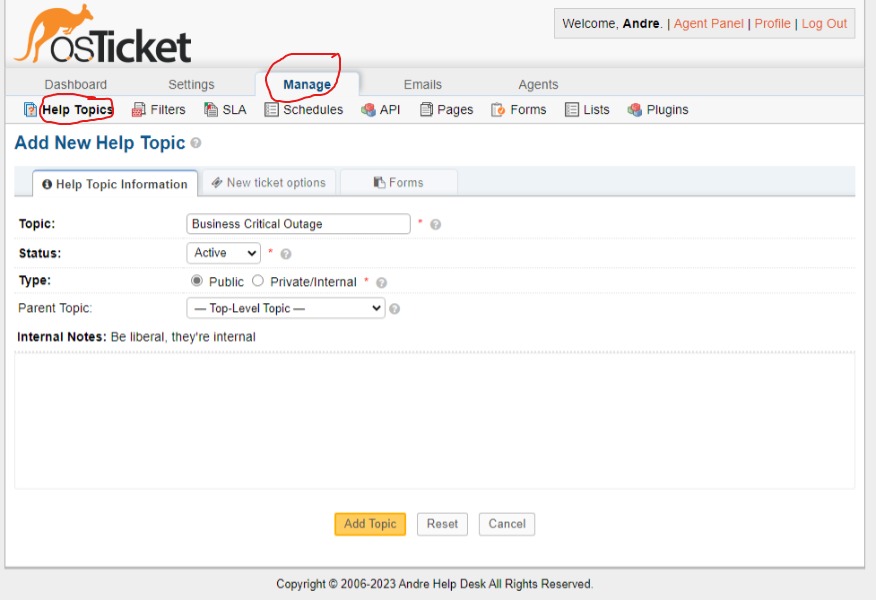 osTicket
Welcome, Andre. | Agent Panel | Profile | Log Out
Dashboard Settings Manage Emails Agents
Help Topics Filters SLA Schedules API Pages Forms Lists Plugins
Add New Help Topic
Help Topic Information New ticket options Forms
Topic: Business Critical Outage *
Status: Active *
Type: Public Private/Internal *
Parent Topic: — Top-Level Topic —
Internal Notes: Be liberal, they're internal
Add Topic Reset Cancel
Copyright © 2006-2023 Andre Help Desk All Rights Reserved.